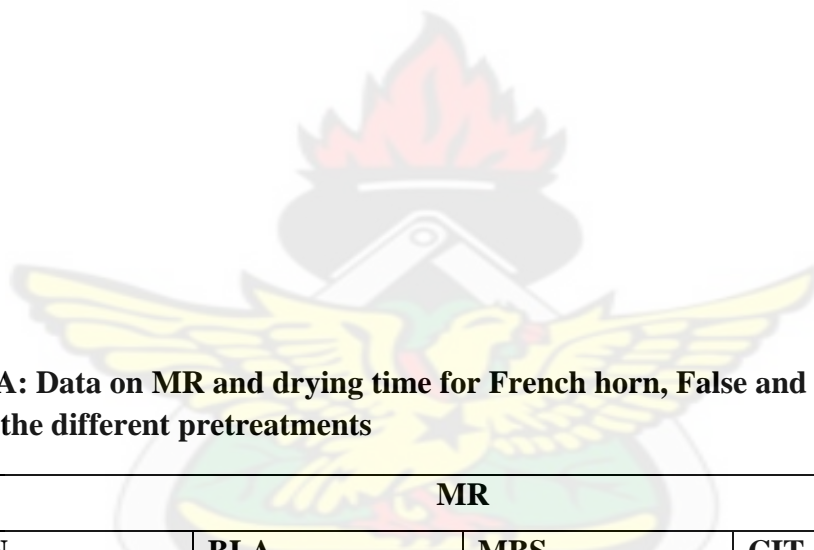 A: Data on MR and drying time for French horn, False and
the different pretreatments
MR
BLA MBS CIT